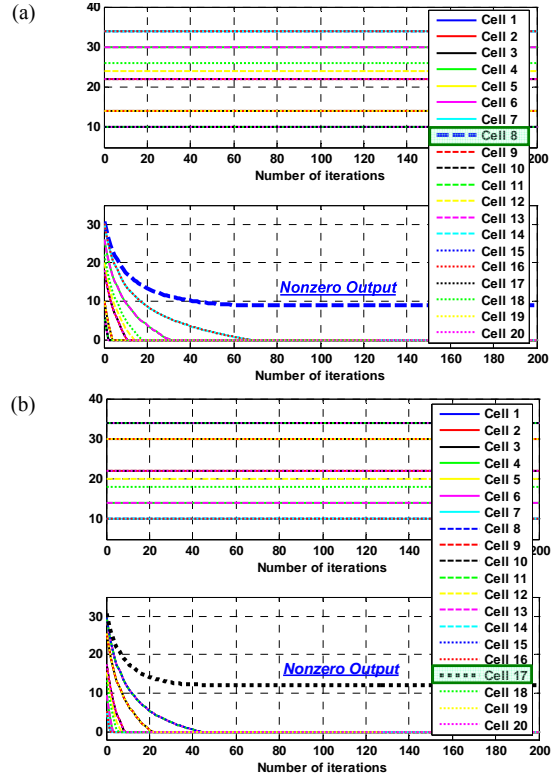 (a)
40
30
20
10
0 20 40 60 80 100 120 140
Number of iterations
Cell 1
Cell 2
Cell 3
Cell 4
Cell 5
Cell 6
Cell 7
Cell 8
Cell 9
Cell 10
Cell 11
Cell 12
Cell 13
Cell 14
Cell 15
Cell 16
Cell 17
Cell 18
Cell 19
Cell 20
30
20
10
0
Nonzero Output
0 20 40 60 80 100 120 140 160 180 200
Number of iterations
(b)
40
30
20
10
0 20 40 60 80 100 120 140
Number of iterations
Cell 1
Cell 2
Cell 3
Cell 4
Cell 5
Cell 6
Cell 7
Cell 8
Cell 9
Cell 10
Cell 11
Cell 12
Cell 13
Cell 14
Cell 15
Cell 16
Cell 17
Cell 18
Cell 19
Cell 20
30
20
10
0
Nonzero Output
0 20 40 60 80 100 120 140 160 180 200
Number of iterations